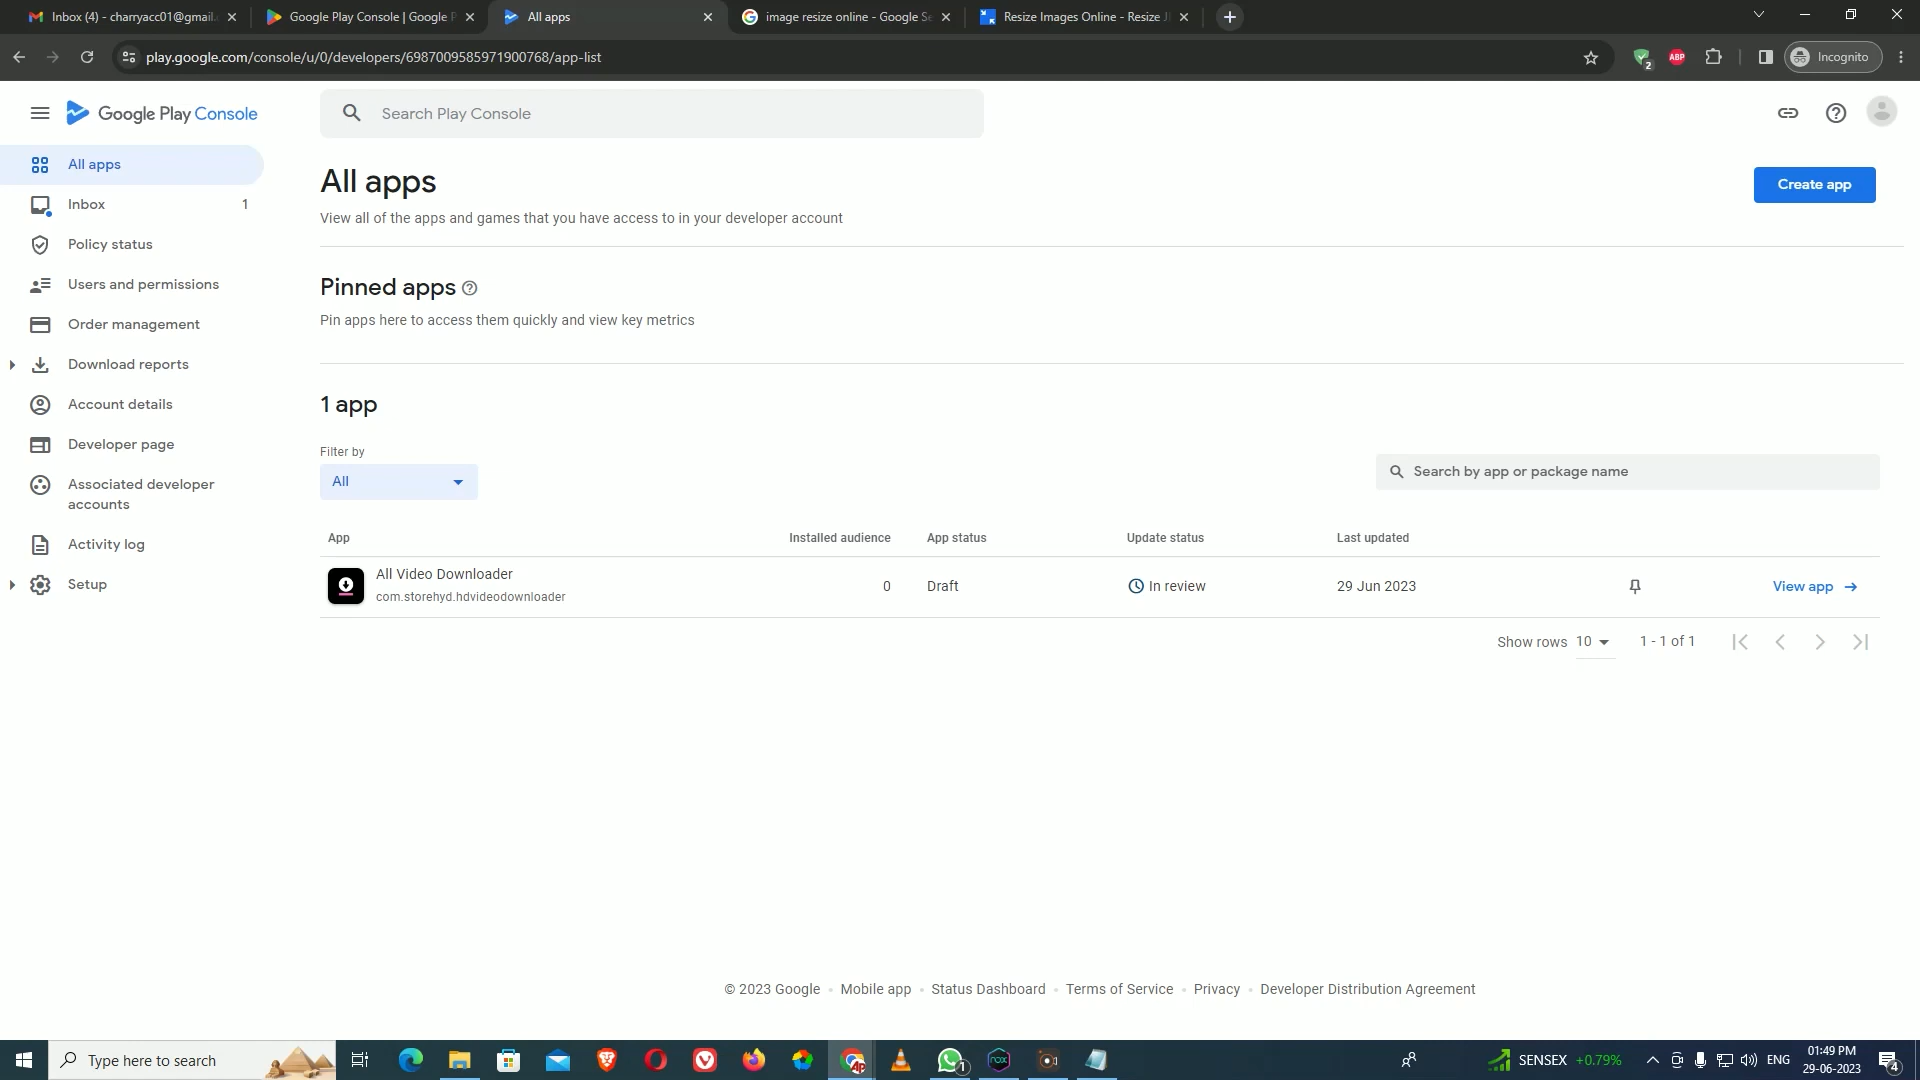 Inbox (4) - charryacc01@gmail.
Google Play Console | Google P
All apps
image resize online - Google Se
Resize Images Online - Resize J
play.google.com/console/u/0/developers/6987009585971900768/app-list
2
ABP
Incognito
Google Play Console
Search Play Console
All apps
Inbox
1
Policy status
Users and permissions
Order management
Download reports
Account details
Developer page
Associated developer
accounts
Activity log
Setup
All apps
Create app
View all of the apps and games that you have access to in your developer account
Pinned apps
Pin apps here to access them quickly and view key metrics
1 app
Filter by
All
Search by app or package name
App
Installed audience
App status
Update status
Last updated
All Video Downloader
com.storehyd.hdvideodownloader
0
Draft
In review
29 Jun 2023
View app
Show rows
10
1 - 1 of 1
© 2023 Google
Mobile app
Status Dashboard
Terms of Service
Privacy
Developer Distribution Agreement
Type here to search
1
SENSEX +0.79%
ENG
01:49 PM
29-06-2023
4